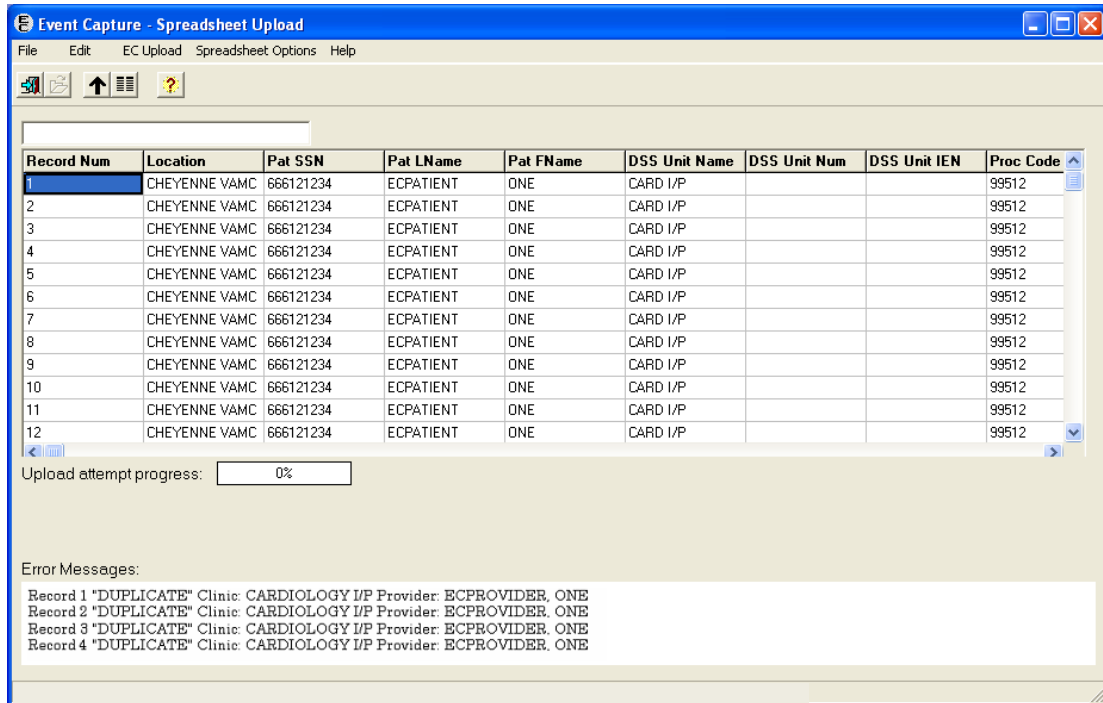 Event Capture - Spreadsheet Upload
File Edit EC Upload Spreadsheet Options Help
Record Num Location Pat SSN Pat LName Pat FName DSS Unit Name DSS Unit Num DSS Unit IEN Proc Code
1 CHEYENNE VAMC 666121234 ECPATIENT ONE CARD I/P 99512
2 CHEYENNE VAMC 666121234 ECPATIENT ONE CARD I/P 99512
3 CHEYENNE VAMC 666121234 ECPATIENT ONE CARD I/P 99512
4 CHEYENNE VAMC 666121234 ECPATIENT ONE CARD I/P 99512
5 CHEYENNE VAMC 666121234 ECPATIENT ONE CARD I/P 99512
6 CHEYENNE VAMC 666121234 ECPATIENT ONE CARD I/P 99512
7 CHEYENNE VAMC 666121234 ECPATIENT ONE CARD I/P 99512
8 CHEYENNE VAMC 666121234 ECPATIENT ONE CARD I/P 99512
9 CHEYENNE VAMC 666121234 ECPATIENT ONE CARD I/P 99512
10 CHEYENNE VAMC 666121234 ECPATIENT ONE CARD I/P 99512
11 CHEYENNE VAMC 666121234 ECPATIENT ONE CARD I/P 99512
12 CHEYENNE VAMC 666121234 ECPATIENT ONE CARD I/P 99512
Upload attempt progress: 0%
Error Messages:
Record 1 "DUPLICATE" Clinic: CARDIOLOGY I/P Provider: ECPROVIDER, ONE
Record 2 "DUPLICATE" Clinic: CARDIOLOGY I/P Provider: ECPROVIDER, ONE
Record 3 "DUPLICATE" Clinic: CARDIOLOGY I/P Provider: ECPROVIDER, ONE
Record 4 "DUPLICATE" Clinic: CARDIOLOGY I/P Provider: ECPROVIDER, ONE